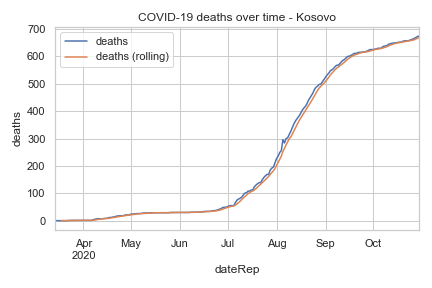 COVID-19 deaths over time - Kosovo
deaths
deaths (rolling)
700
600
500
400
300
200
100
0
deaths
Apr
2020
May
Jun
Jul
Aug
Sep
Oct
dateRep